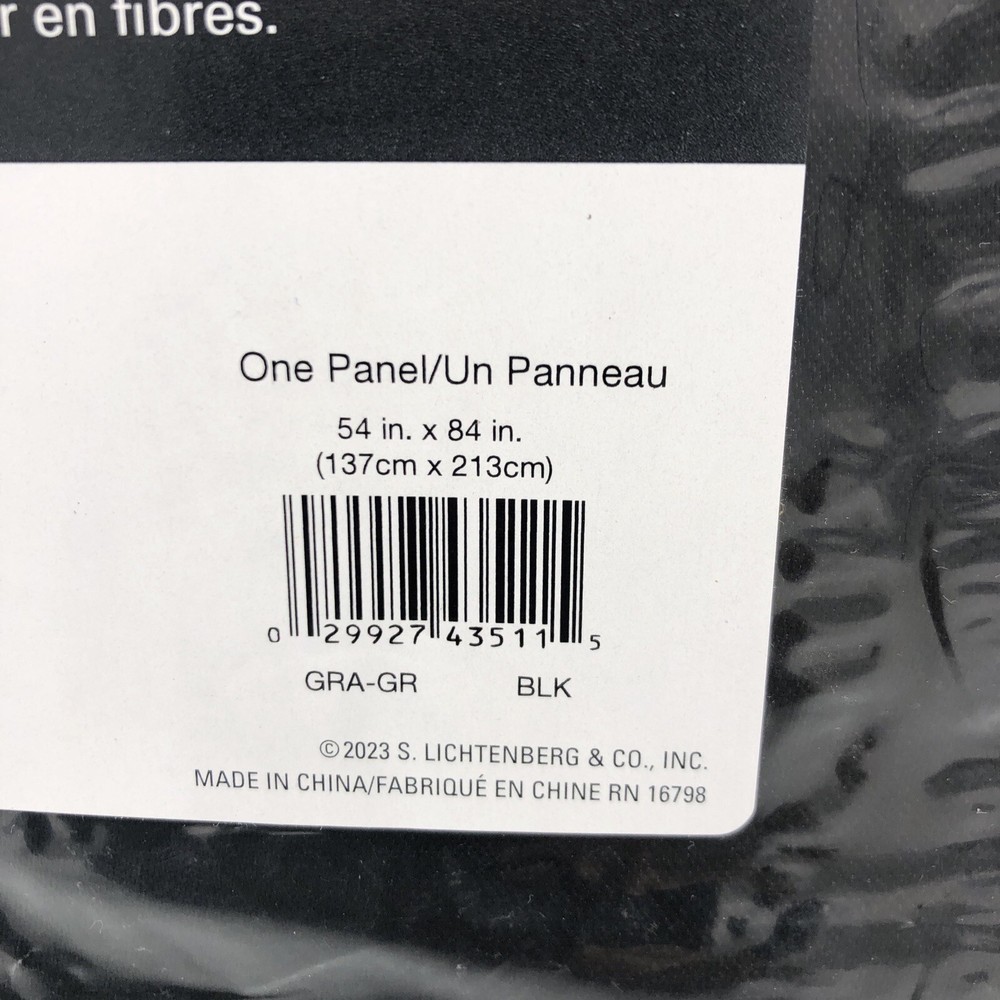 r en fibres.
One Panel/Un Panneau
54 in. x 84 in.
(137cm x 213cm)
0 29927 43511 5
GRA-GR BLK
©2023 S. LICHTENBERG & CO., INC.
MADE IN CHINA/FABRIQUÉ EN CHINE RN 16798